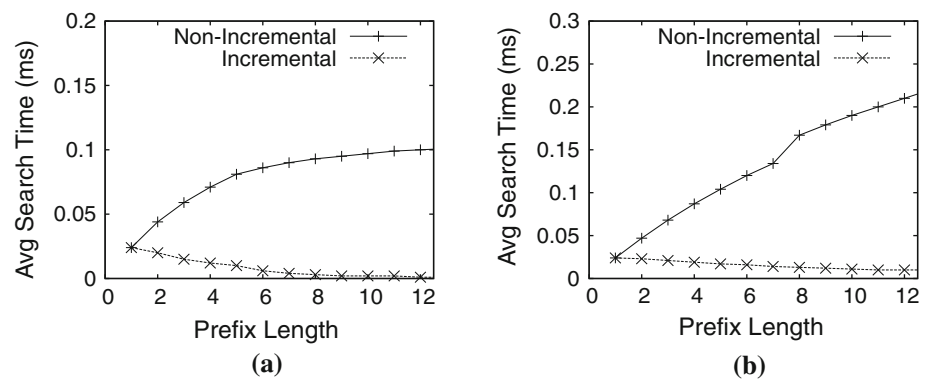 0.2
0.15
0.1
0.05
0
Avg Search Time (ms)
Non-Incremental
Incremental
0 2 4 6 8 10 12
Prefix Length
(a)
0.3
0.25
0.2
0.15
0.1
0.05
0
Avg Search Time (ms)
Non-Incremental
Incremental
0 2 4 6 8 10 12
Prefix Length
(b)